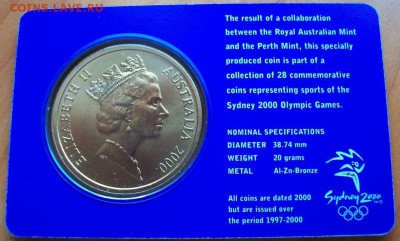 COINS.SU
The result of a collaboration
between the Royal Australian Mint
and the Perth Mint, this specially
produced coin is part of a
collection of 28 commemorative
coins representing sports of the
Sydney 2000 Olympic Games.
NOMINAL SPECIFICATIONS
DIAMETER 38.74 mm
WEIGHT 20 grams
METAL Al-Zn-Bronze
All coins are dated 2000
but are issued over
the period 1997-2000
Sydney 2000
ELIZABETH II
AUSTRALIA 2000